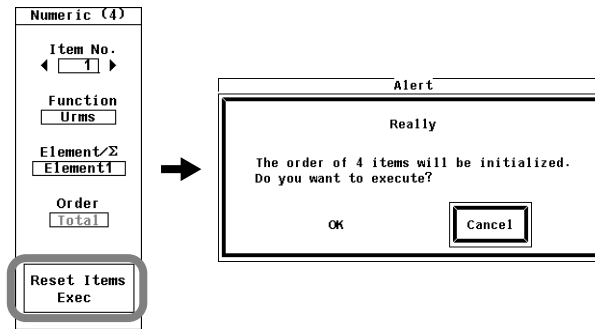 Numeric (4)
Item No.
1
Function
Urms
Element/Σ
Element1
Order
Total
Reset Items
Exec
Alert
Really
The order of 4 items will be initialized.
Do you want to execute?
OK
Cancel